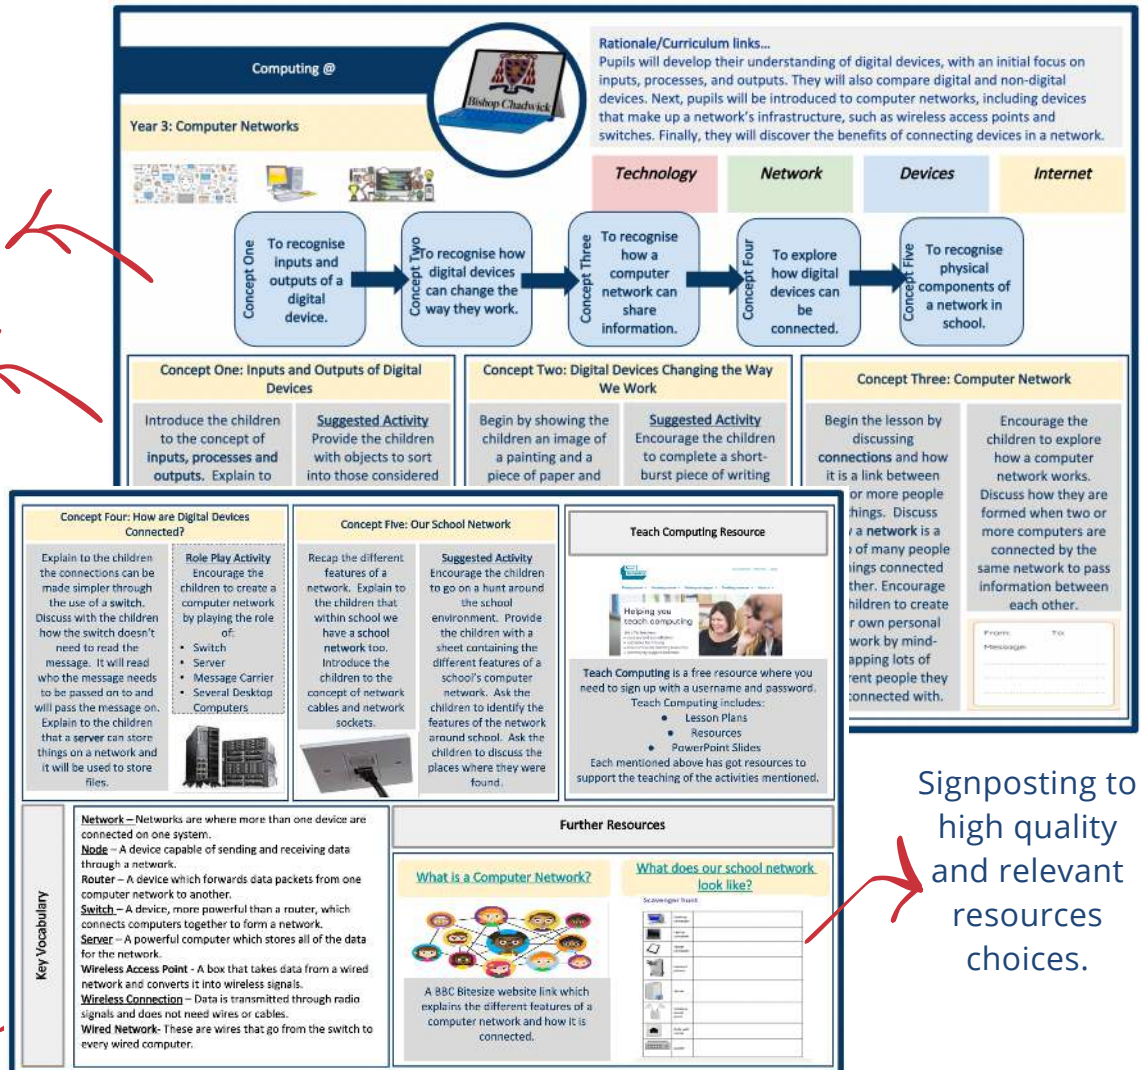 Computing @
Bishop Chadwick
Year 3: Computer Networks
Rationale/Curriculum links...
Pupils will develop their understanding of digital devices, with an initial focus on
inputs, processes, and outputs. They will also compare digital and non-digital
devices. Next, pupils will be introduced to computer networks, including devices
that make up a network's infrastructure, such as wireless access points and
switches. Finally, they will discover the benefits of connecting devices in a network.
Technology
Network
Devices
Internet
Concept One
To recognise
inputs and
outputs of a
digital
device.
Concept Two
To recognise how
digital devices
can change the
way they work.
Concept Three
To recognise
how a
computer
network can
share
information.
Concept Four
To explore
how digital
devices can
be
connected.
Concept Five
To recognise
physical
components of
a network in
school.
Concept One: Inputs and Outputs of Digital
Devices
Introduce the children
to the concept of
inputs, processes and
outputs. Explain to
Suggested Activity
Provide the children
with objects to sort
into those considered
Concept Two: Digital Devices Changing the Way
We Work
Begin by showing the
children an image of
a painting and a
piece of paper and
Suggested Activity
Encourage the children
to complete a short-
burst piece of writing
Concept Three: Computer Network
Begin the lesson by
discussing
connections and how
it is a link between
or more people
things. Discuss
a network is a
of many people
ther. Encourage
hildren to create
own personal
work by mind-
apping lots of
rent people they
connected with.
Encourage the
children to explore
how a computer
network works.
Discuss how they are
formed when two or
more computers are
connected by the
same network to pass
information between
each other.
From: To:
Message:
Concept Four: How are Digital Devices
Connected?
Explain to the children
the connections can be
made simpler through
the use of a switch.
Discuss with the children
how the switch doesn't
need to read the
message. It will read
who the message needs
to be passed on to and
will pass the message on.
Explain to the children
that a server can store
things on a network and
it will be used to store
files.
Role Play Activity
Encourage the
children to create a
computer network
by playing the role
of:
• Switch
• Server
• Message Carrier
• Several Desktop
Computers
Concept Five: Our School Network
Recap the different
features of a
network. Explain to
the children that
within school we
have a school
network too.
Introduce the
children to the
concept of network
cables and network
sockets.
Suggested Activity
Encourage the children
to go on a hunt around
the school
environment. Provide
the children with a
sheet containing the
different features of a
school's computer
network. Ask the
children to identify the
features of the network
around school. Ask the
children to discuss the
places where they were
found.
Teach Computing Resource
Helping you
teach computing
Teach Computing is a free resource where you
need to sign up with a username and password.
Teach Computing includes:
• Lesson Plans
• Resources
• PowerPoint Slides
Each mentioned above has got resources to
support the teaching of the activities mentioned.
Key Vocabulary
Network – Networks are where more than one device are
connected on one system.
Node – A device capable of sending and receiving data
through a network.
Router – A device which forwards data packets from one
computer network to another.
Switch – A device, more powerful than a router, which
connects computers together to form a network.
Server – A powerful computer which stores all of the data
for the network.
Wireless Access Point - A box that takes data from a wired
network and converts it into wireless signals.
Wireless Connection – Data is transmitted through radio
signals and does not need wires or cables.
Wired Network- These are wires that go from the switch to
every wired computer.
Further Resources
What is a Computer Network?
A BBC Bitesize website link which
explains the different features of a
computer network and how it is
connected.
What does our school network
look like?
Scavenger hunt
Signposting to
high quality
and relevant
resources
choices.